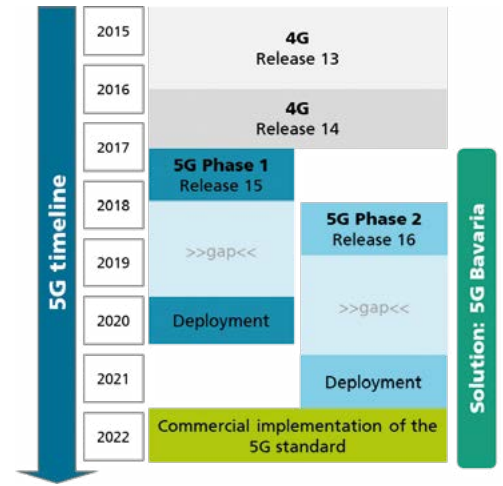 5G timeline
2015
2016
2017
2018
2019
2020
2021
2022
4G
Release 13
4G
Release 14
5G Phase 1
Release 15
>>gap<<
Deployment
5G Phase 2
Release 16
>>gap<<
Deployment
Commercial implementation of the
5G standard
Solution: 5G Bavaria